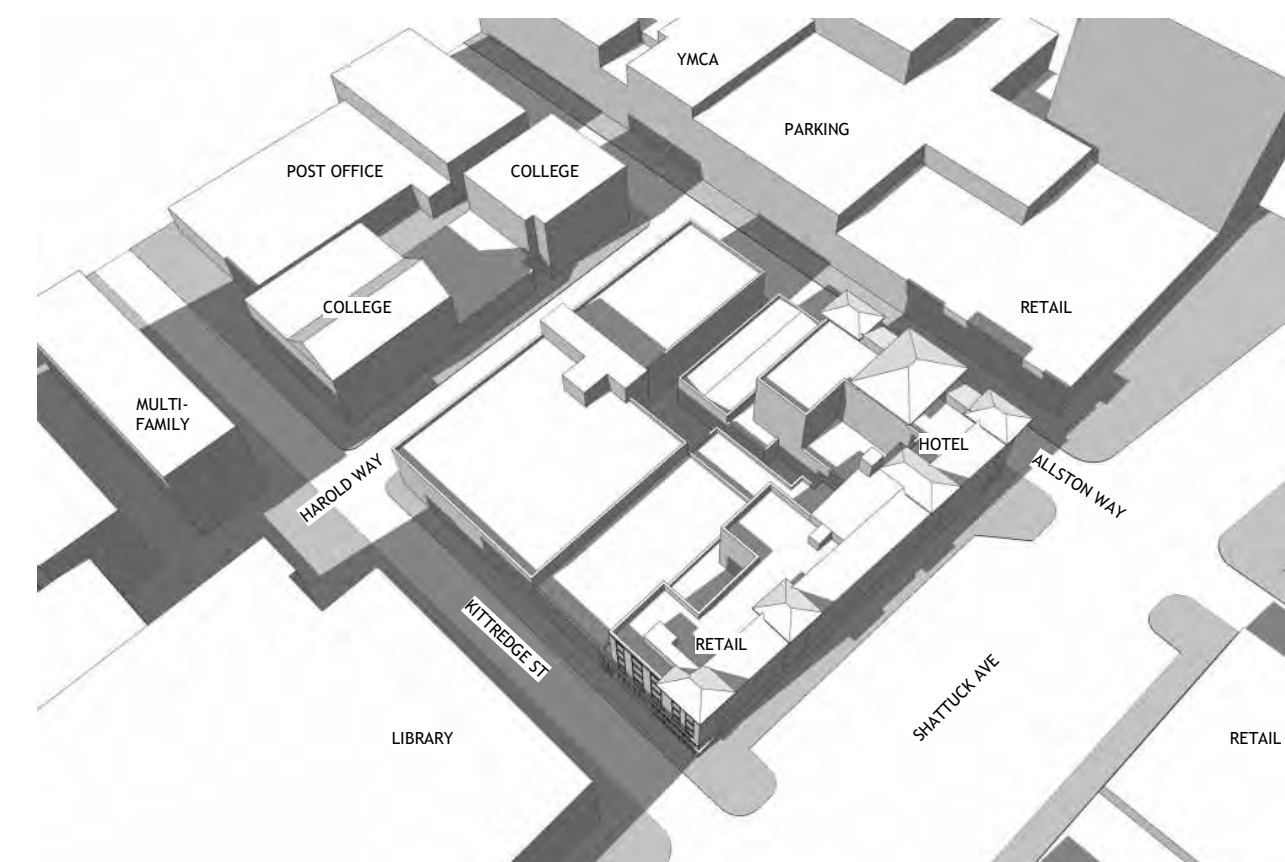 YMCA
PARKING
POST OFFICE
COLLEGE
COLLEGE
RETAIL
MULTI-
FAMILY
HOTEL
HAROLD WAY
ALLSTON WAY
KITTREDGE ST
RETAIL
SHATTUCK AVE
LIBRARY
RETAIL